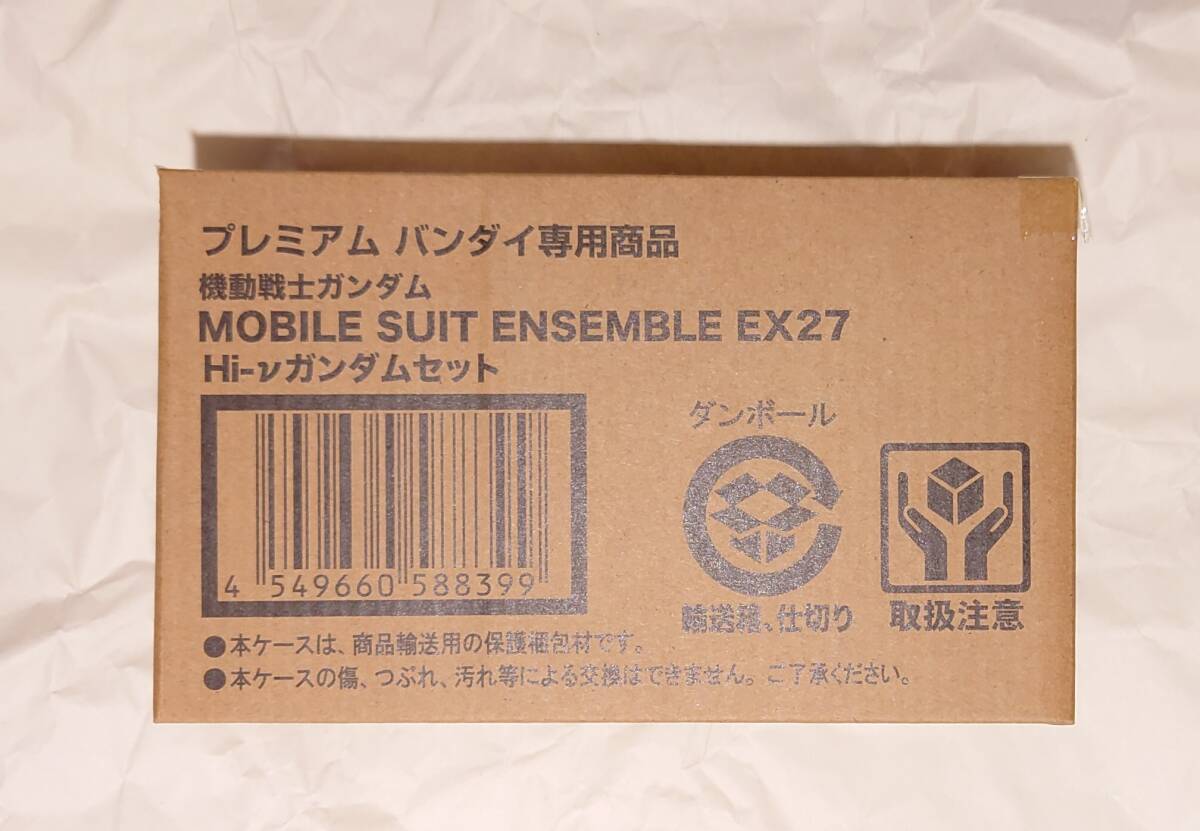 プレミアム バンダイ専用商品
機動戦士ガンダム
MOBILE SUIT ENSEMBLE EX27
Hi-νガンダムセット
4 549660 588399
ダンボール
輸送箱、仕切り
取扱注意
●本ケースは、商品輸送用の保護梱包材です。
●本ケースの傷、つぶれ、汚れ等による交換はできません。ご了承ください。